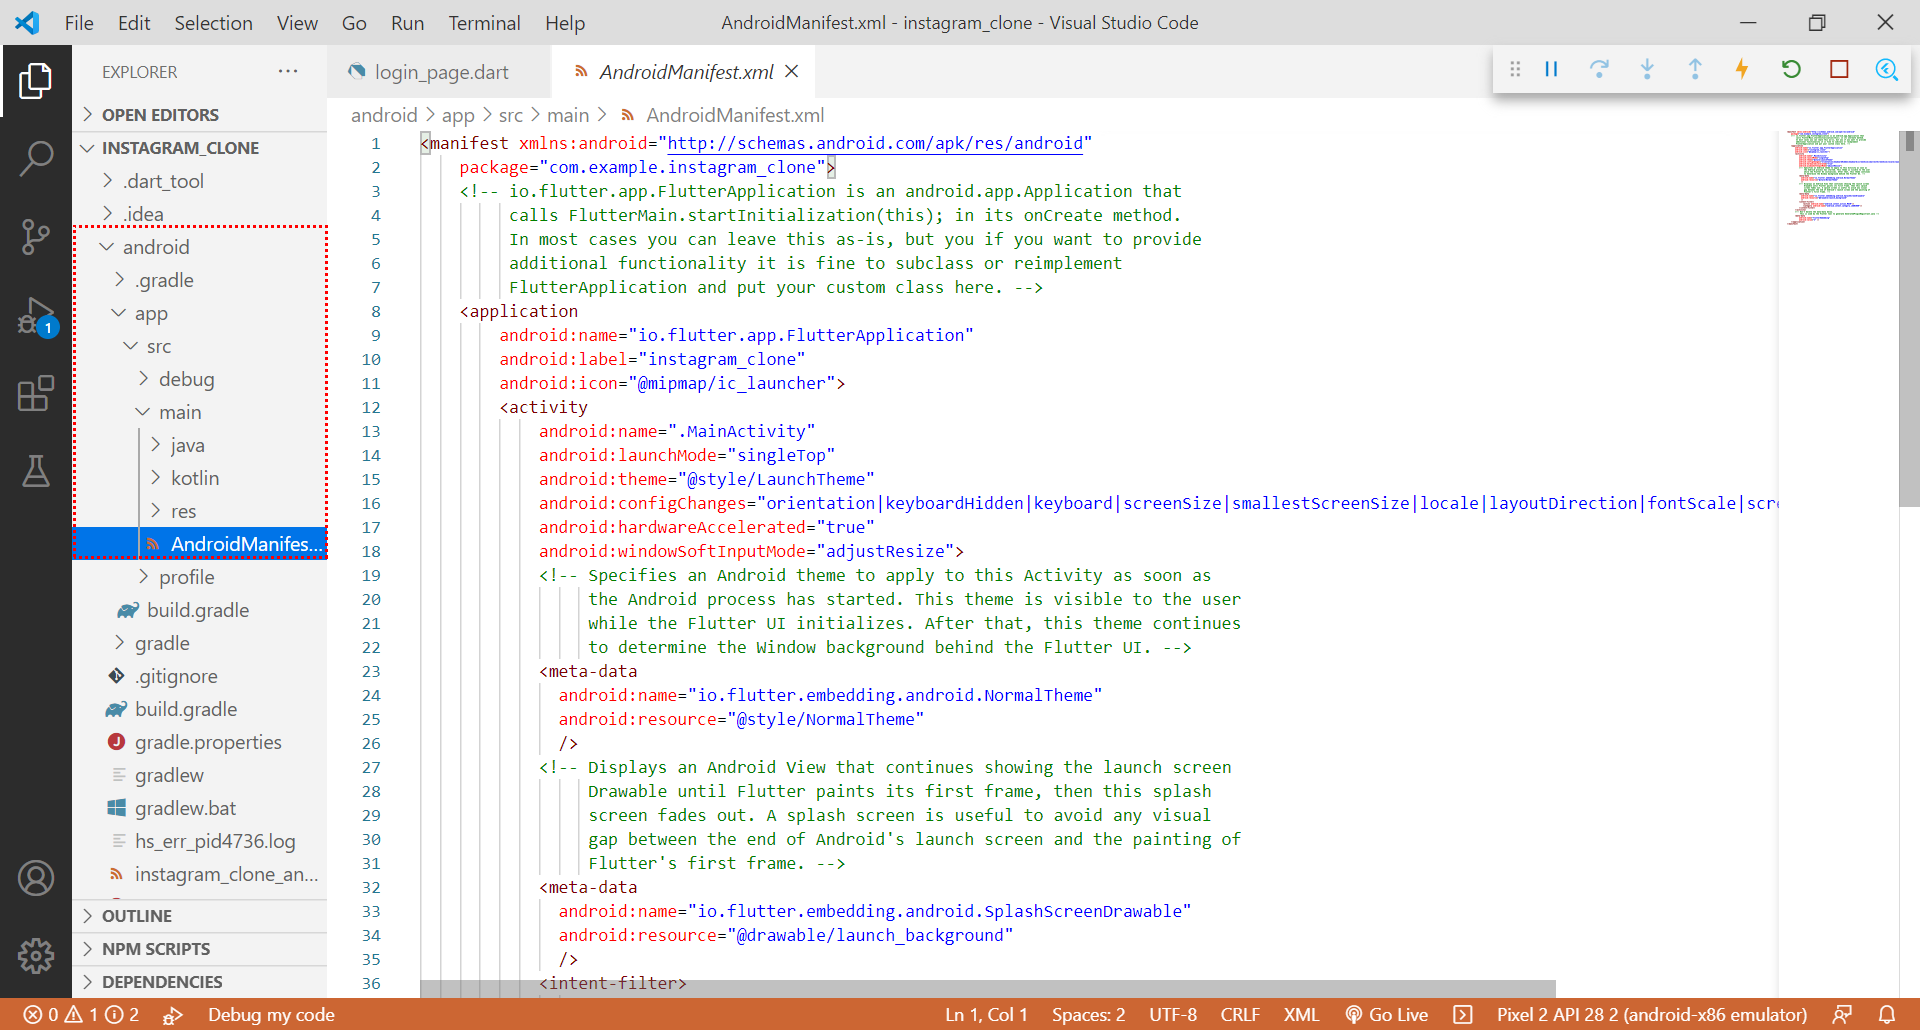 File Edit Selection View Go Run Terminal Help
AndroidManifest.xml - instagram_clone - Visual Studio Code
EXPLORER
OPEN EDITORS
INSTAGRAM_CLONE
.dart_tool
.idea
android
.gradle
app
src
debug
main
java
kotlin
res
AndroidManifes...
profile
build.gradle
gradle
.gitignore
build.gradle
gradle.properties
gradlew
gradlew.bat
hs_err_pid4736.log
instagram_clone_an...
OUTLINE
NPM SCRIPTS
DEPENDENCIES
1
login_page.dart
AndroidManifest.xml
android > app > src > main > AndroidManifest.xml
1 <manifest xmlns:android="http://schemas.android.com/apk/res/android"
2 package="com.example.instagram_clone">
3 <!-- io.flutter.app.FlutterApplication is an android.app.Application that
4 calls FlutterMain.startInitialization(this); in its onCreate method.
5 In most cases you can leave this as-is, but you if you want to provide
6 additional functionality it is fine to subclass or reimplement
7 FlutterApplication and put your custom class here. -->
8 <application
9 android:name="io.flutter.app.FlutterApplication"
10 android:label="instagram_clone"
11 android:icon="@mipmap/ic_launcher">
12 <activity
13 android:name=".MainActivity"
14 android:launchMode="singleTop"
15 android:theme="@style/LaunchTheme"
16 android:configChanges="orientation|keyboardHidden|keyboard|screenSize|smallestScreenSize|locale|layoutDirection|fontScale|scre
17 android:hardwareAccelerated="true"
18 android:windowSoftInputMode="adjustResize">
19 <!-- Specifies an Android theme to apply to this Activity as soon as
20 the Android process has started. This theme is visible to the user
21 while the Flutter UI initializes. After that, this theme continues
22 to determine the Window background behind the Flutter UI. -->
23 <meta-data
24 android:name="io.flutter.embedding.android.NormalTheme"
25 android:resource="@style/NormalTheme"
26 />
27 <!-- Displays an Android View that continues showing the launch screen
28 Drawable until Flutter paints its first frame, then this splash
29 screen fades out. A splash screen is useful to avoid any visual
30 gap between the end of Android's launch screen and the painting of
31 Flutter's first frame. -->
32 <meta-data
33 android:name="io.flutter.embedding.android.SplashScreenDrawable"
34 android:resource="@drawable/launch_background"
35 />
36 <intent-filter>
0 1 2 Debug my code Ln 1, Col 1 Spaces: 2 UTF-8 CRLF XML Go Live Pixel 2 API 28 2 (android-x86 emulator)